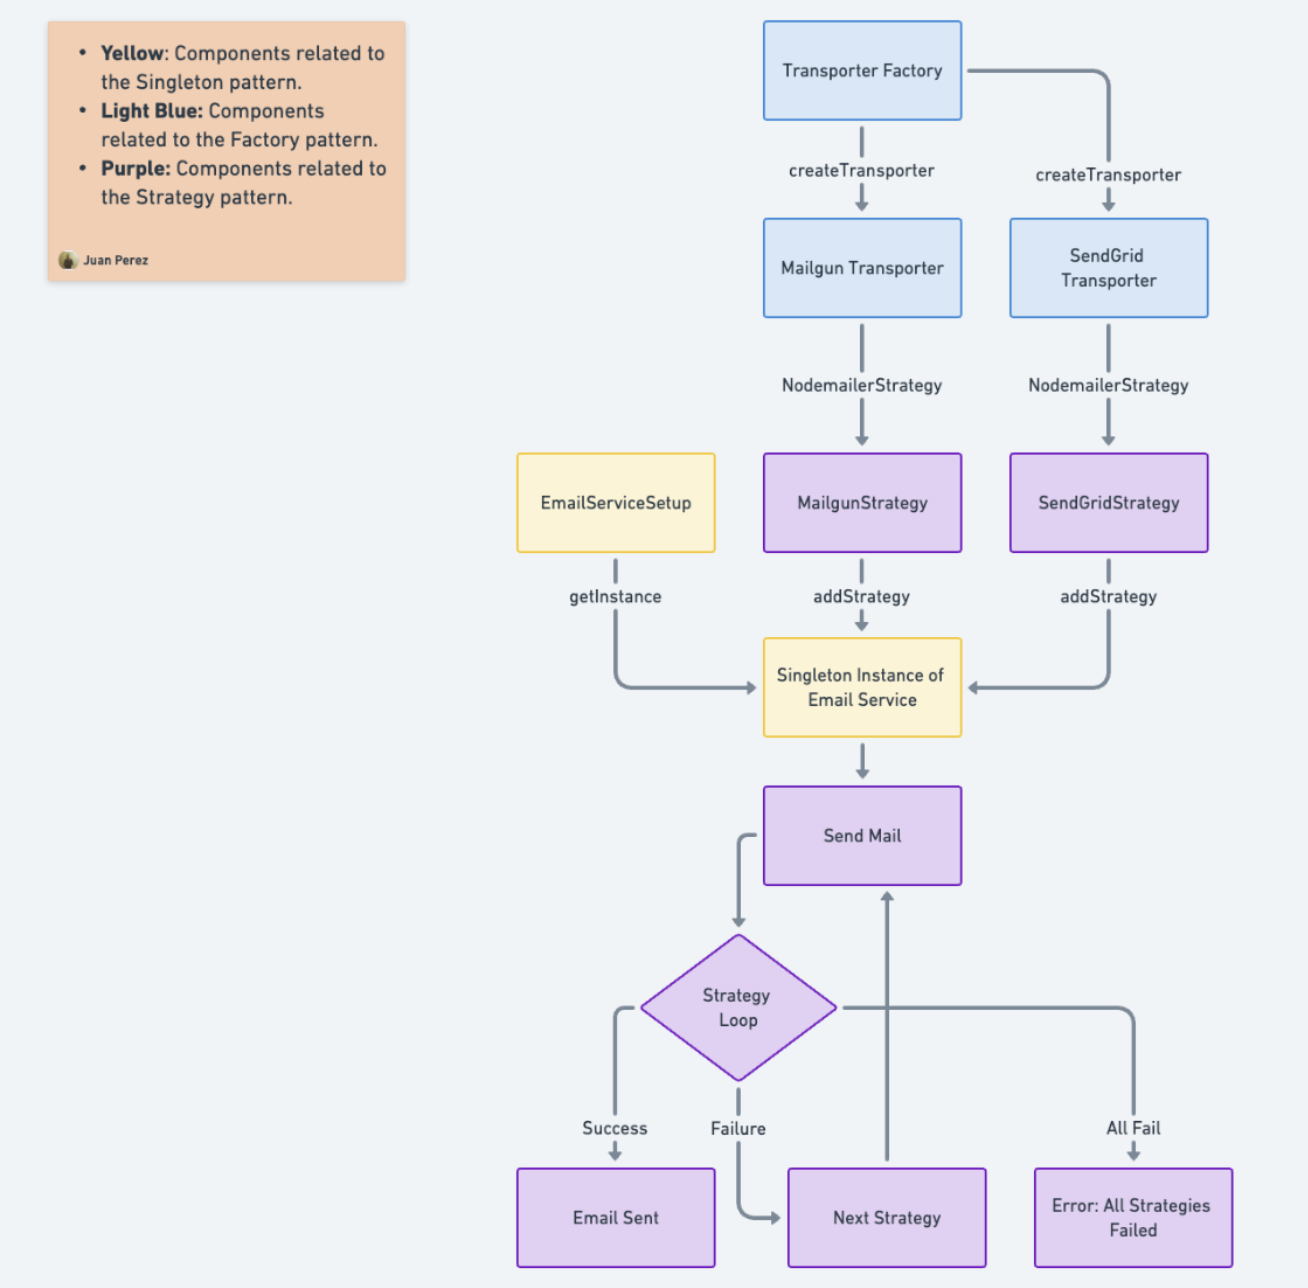 • Yellow: Components related to
the Singleton pattern.
• Light Blue: Components
related to the Factory pattern.
• Purple: Components related to
the Strategy pattern.
Juan Perez
Transporter Factory
createTransporter
createTransporter
Mailgun Transporter
SendGrid
Transporter
NodemailerStrategy
NodemailerStrategy
EmailServiceSetup
MailgunStrategy
SendGridStrategy
getInstance
addStrategy
addStrategy
Singleton Instance of
Email Service
Send Mail
Strategy
Loop
Success
Failure
All Fail
Email Sent
Next Strategy
Error: All Strategies
Failed